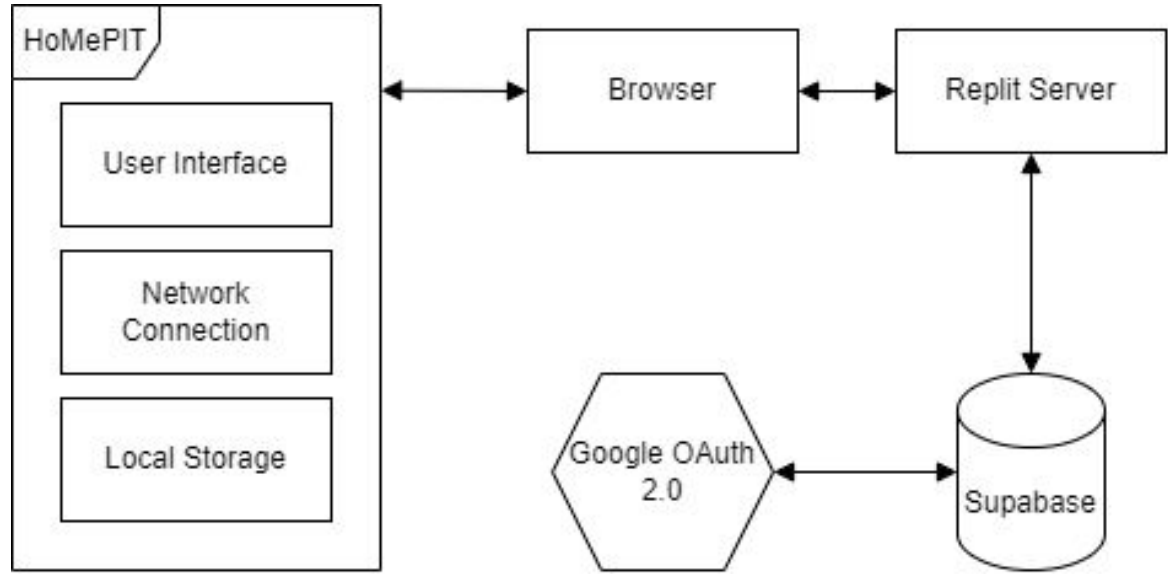 HoMePIT
User Interface
Network
Connection
Local Storage
Browser
Replit Server
Google OAuth
2.0
Supabase